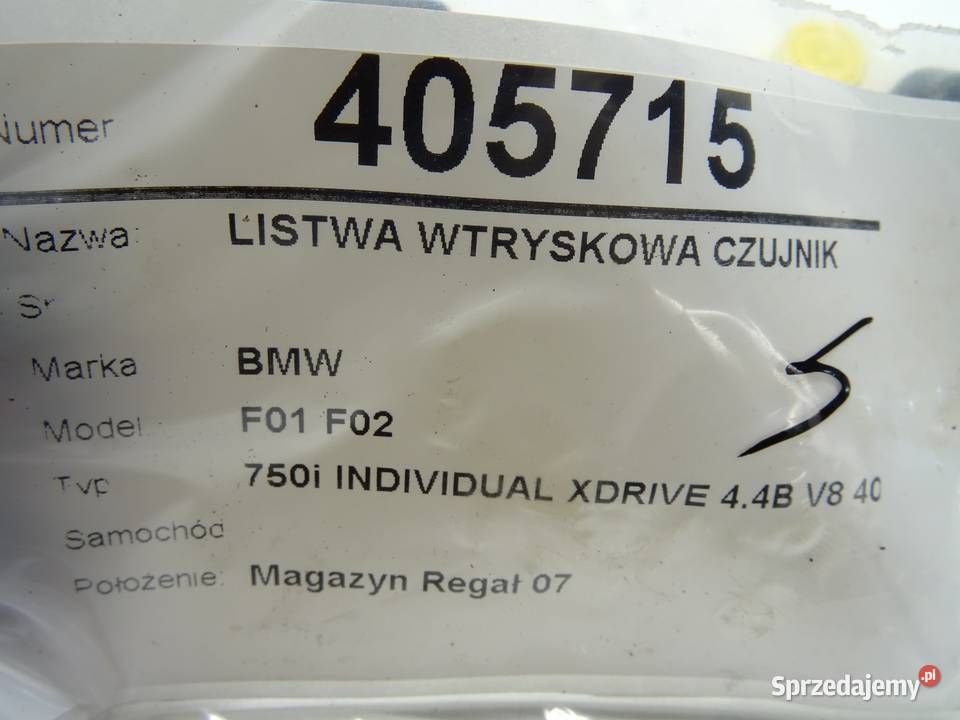 Numer 405715
Nazwa: LISTWA WTRYSKOWA CZUJNIK
Marka BMW
Model F01 F02
Typ 750i INDIVIDUAL XDRIVE 4.4B V8 40
Samochód
Położenie: Magazyn Regał 07
Sprzedajemy.pl